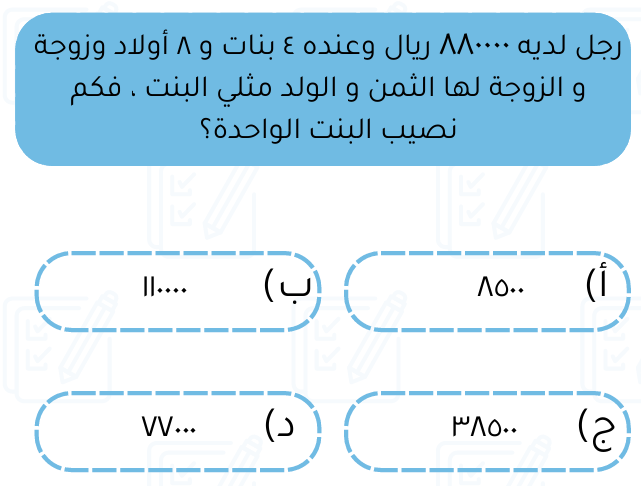 رجل لديه ٨٨٠٠٠٠ ريال وعنده ٤ بنات و ٨ أولاد وزوجة
و الزوجة لها الثمن و الولد مثلي البنت ، فكم
نصيب البنت الواحدة؟
أ) ٨٥٠٠
ب) ١١٠٠٠٠
ج) ٣٨٥٠٠
د) ٧٧٠٠٠